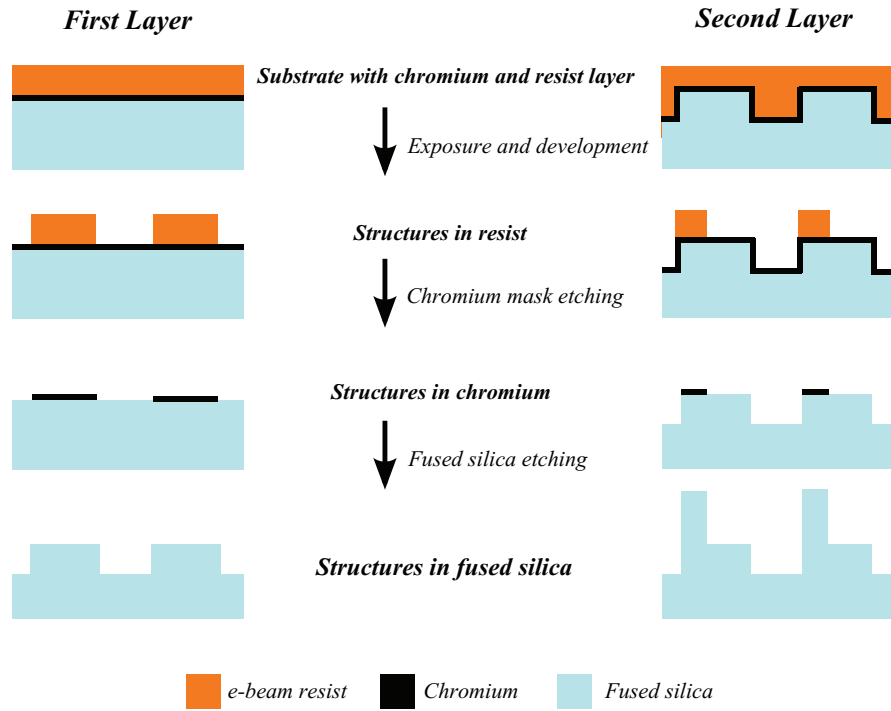 First Layer
Second Layer
Substrate with chromium and resist layer
Exposure and development
Structures in resist
Chromium mask etching
Structures in chromium
Fused silica etching
Structures in fused silica
e-beam resist
Chromium
Fused silica